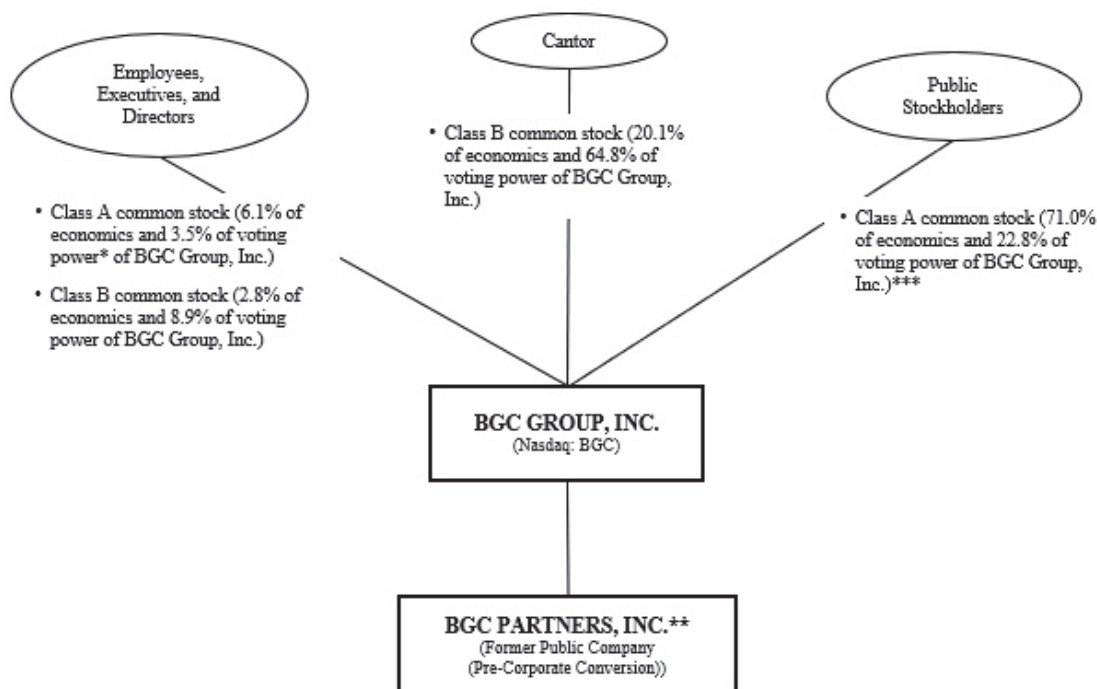 Employees,
Executives, and
Directors
Cantor
Public
Stockholders
• Class B common stock (20.1%
of economics and 64.8% of
voting power of BGC Group,
Inc.)
• Class A common stock (6.1% of
economics and 3.5% of voting
power* of BGC Group, Inc.)
• Class B common stock (2.8% of
economics and 8.9% of voting
power of BGC Group, Inc.)
• Class A common stock (71.0%
of economics and 22.8% of
voting power of BGC Group,
Inc.)***
BGC GROUP, INC.
(Nasdaq: BGC)
BGC PARTNERS, INC.**
(Former Public Company
(Pre-Corporate Conversion))